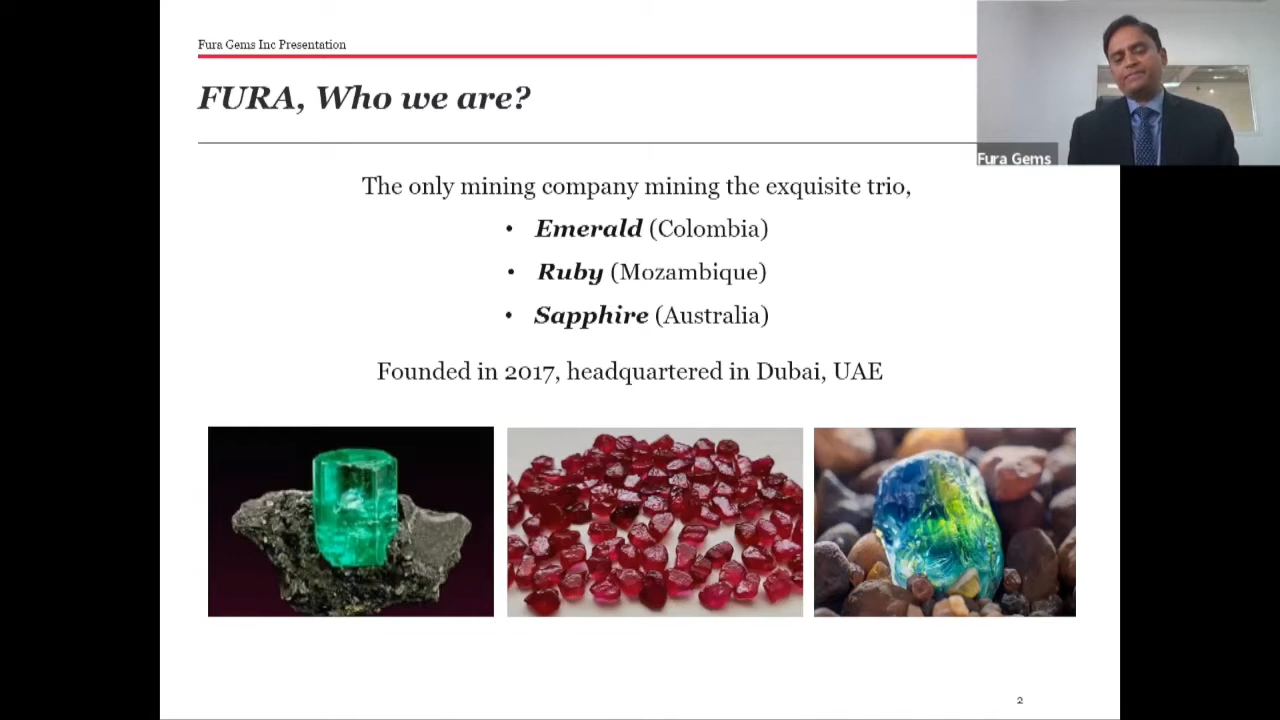 Fura Gems Inc Presentation
FURA, Who we are?
Fura Gems
The only mining company mining the exquisite trio,
• Emerald (Colombia)
• Ruby (Mozambique)
• Sapphire (Australia)
Founded in 2017, headquartered in Dubai, UAE
2